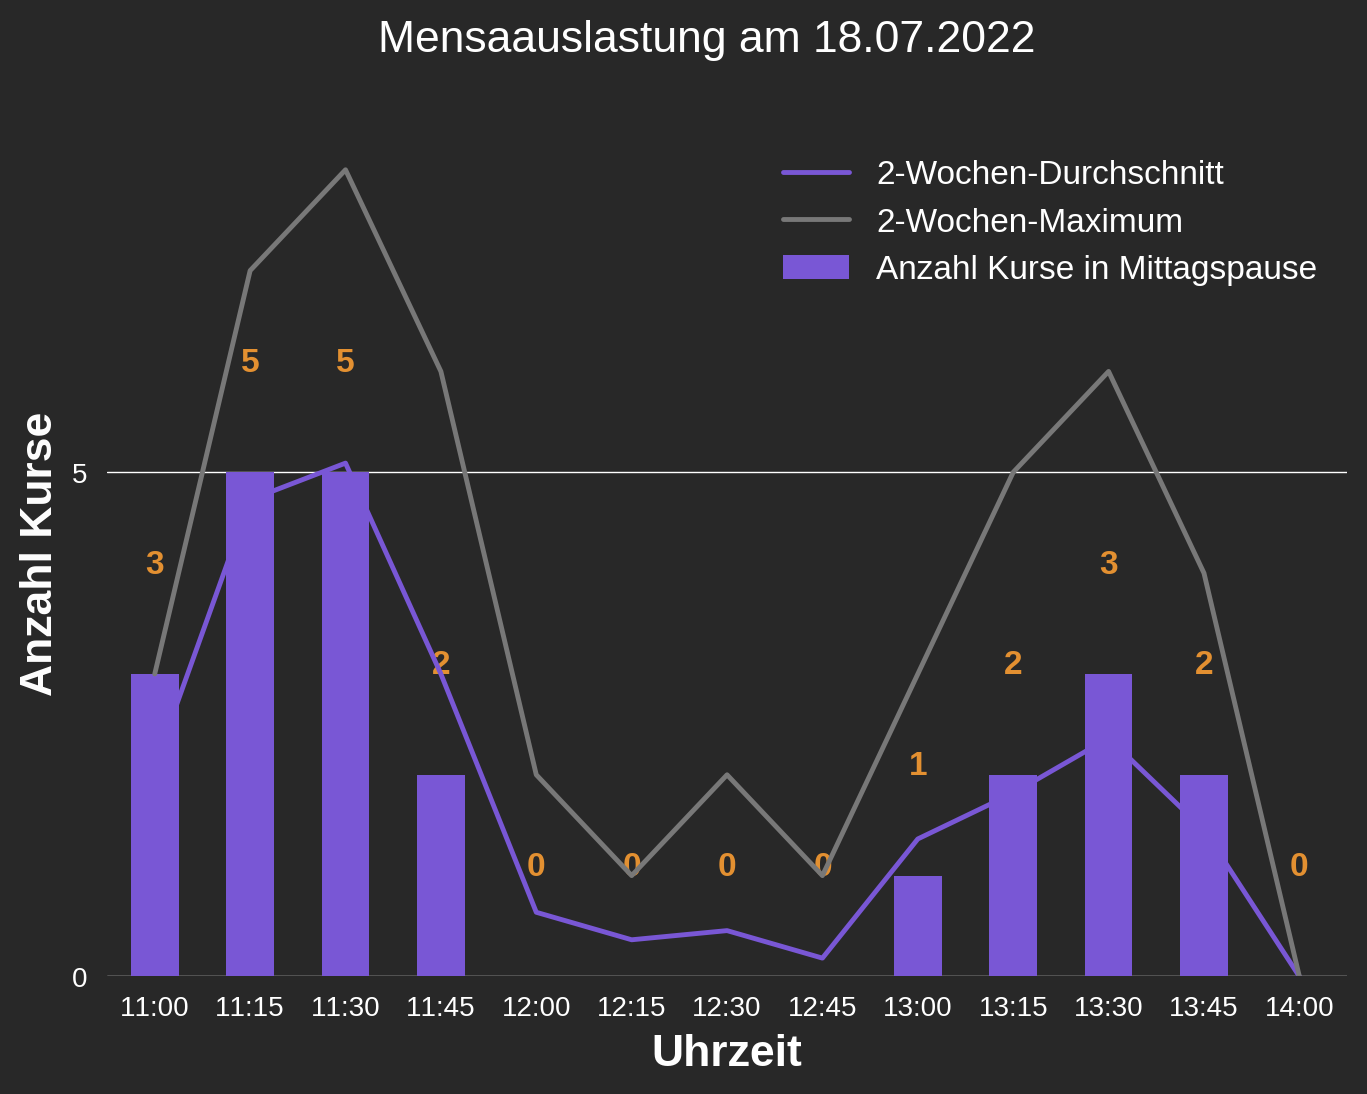 Mensaauslastung am 18.07.2022
2-Wochen-Durchschnitt
2-Wochen-Maximum
Anzahl Kurse in Mittagspause
5 5
Anzahl Kurse
5
3 3
2 2 2
1
0 0 0 0 0
0
11:00 11:15 11:30 11:45 12:00 12:15 12:30 12:45 13:00 13:15 13:30 13:45 14:00
Uhrzeit